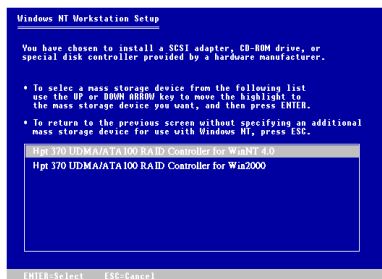 Windows NT Workstation Setup
You have chosen to install a SCSI adapter, CD-ROM drive, or
special disk controller provided by a hardware manufacturer.
• To selec a mass storage device from the following list
use the UP or DOWN ARROW key to move the highlight to
the mass storage device you want, and then press ENTER.
• To return to the previous screen without specifying an additional
mass storage device for use with Windows NT, press ESC.
Hpt 370 UDMA/ATA100 RAID Controller for WinNT 4.0
Hpt 370 UDMA/ATA100 RAID Controller for Win2000
ENTER=Select ESC=Cancel